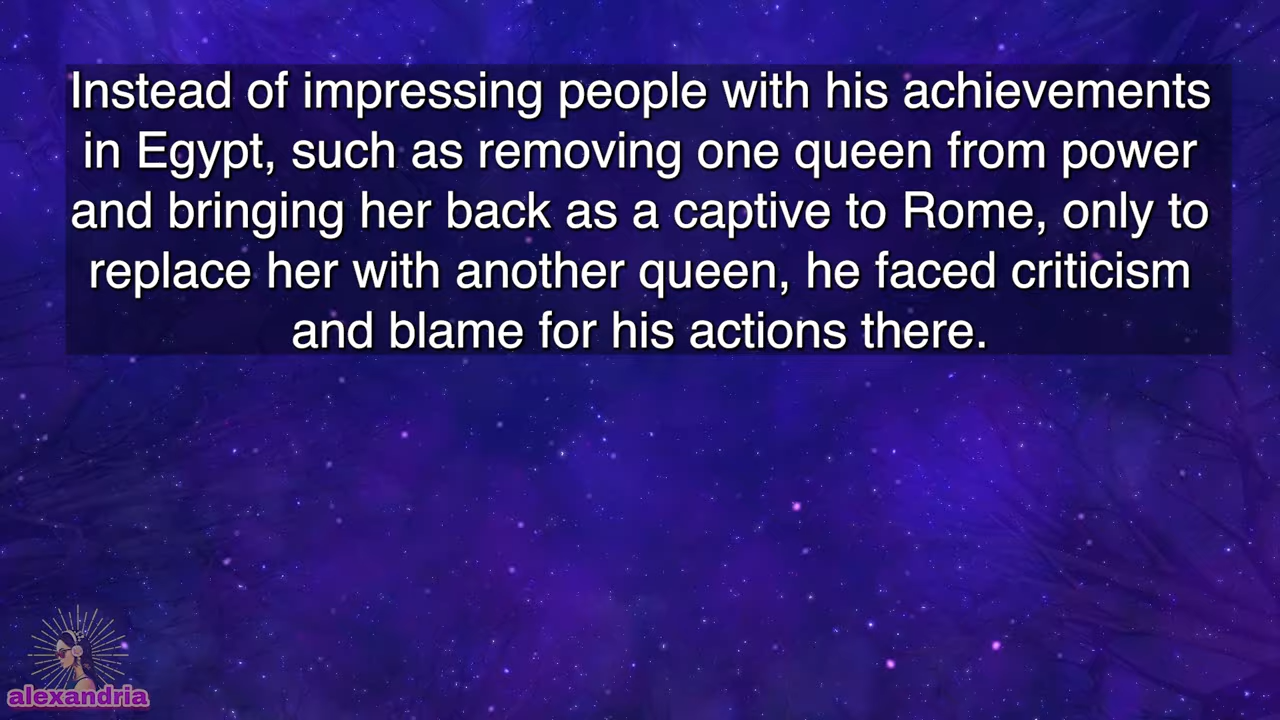 Instead of impressing people with his achievements
in Egypt, such as removing one queen from power
and bringing her back as a captive to Rome, only to
replace her with another queen, he faced criticism
and blame for his actions there.
alexandria